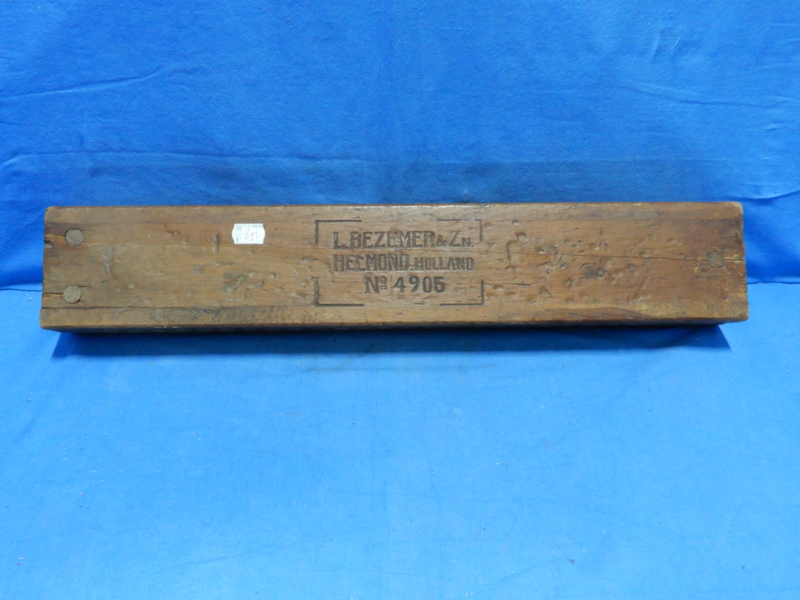 L. BEZEMER & ZN.
HELMOND. HOLLAND
No 4905